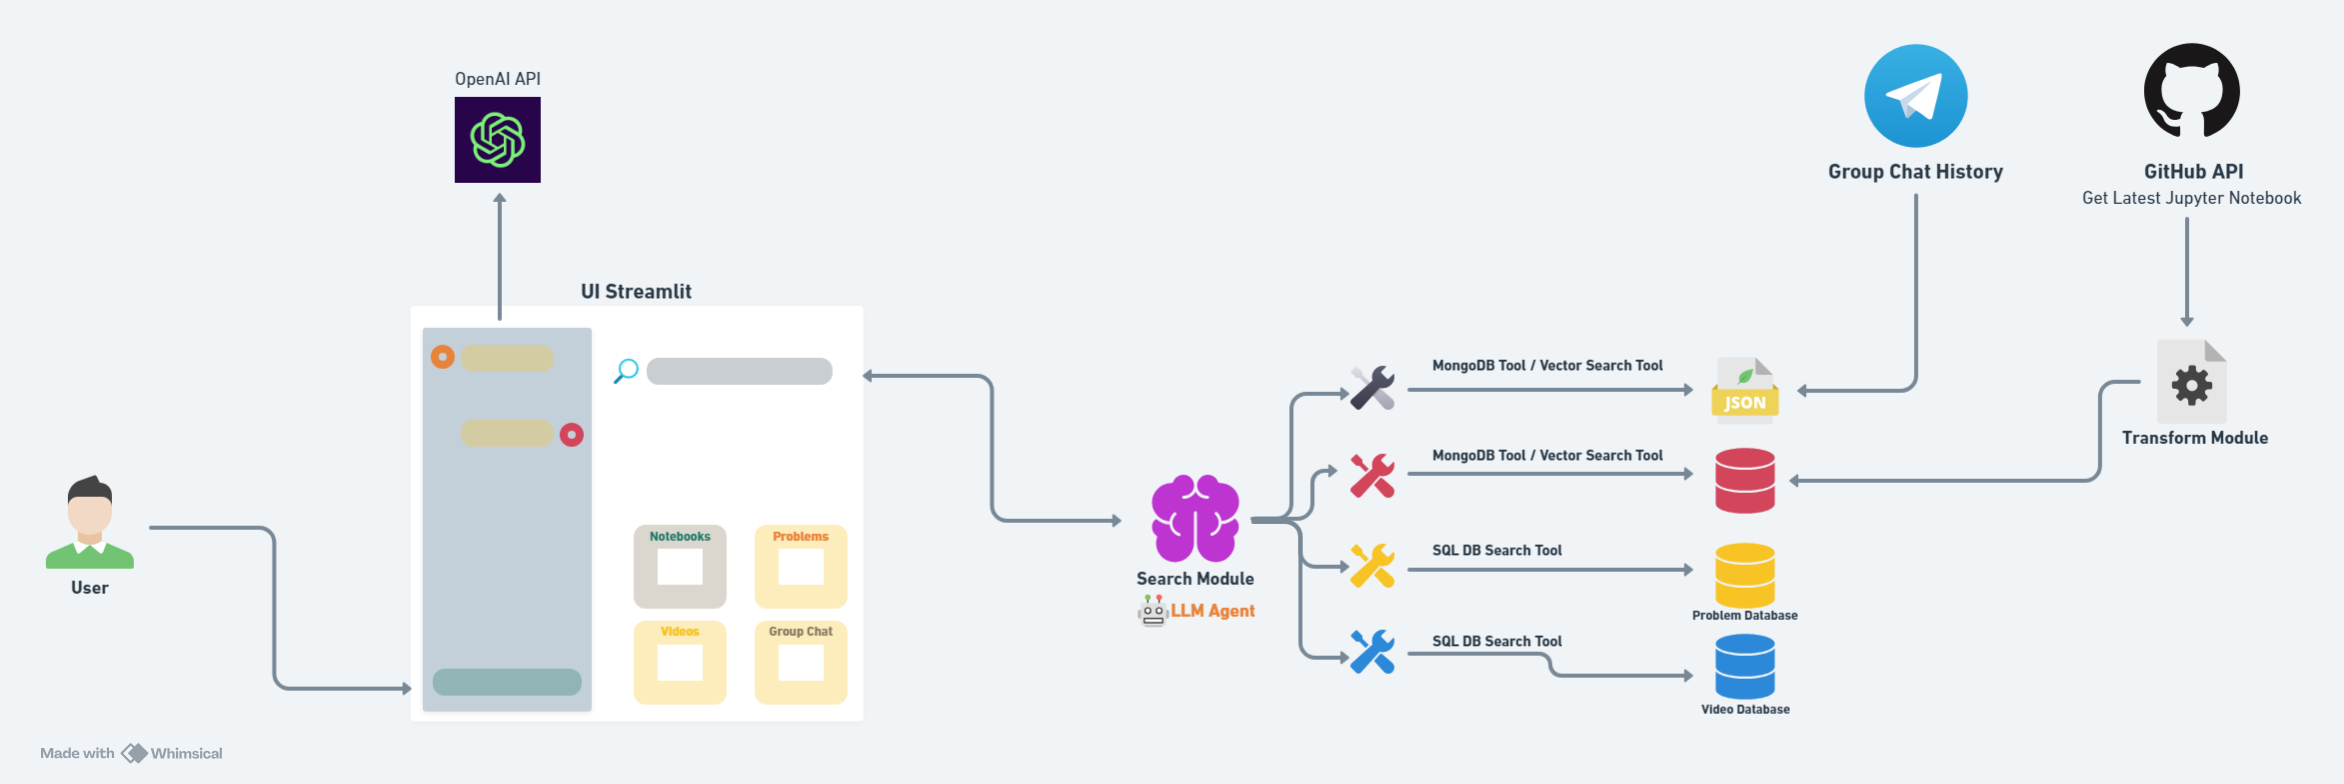 OpenAI API
Group Chat History
GitHub API
Get Latest Jupyter Notebook
UI Streamlit
MongoDB Tool / Vector Search Tool
JSON
Transform Module
MongoDB Tool / Vector Search Tool
Notebooks
Problems
SQL DB Search Tool
Search Module
User
LLM Agent
Problem Database
Videos
Group Chat
SQL DB Search Tool
Video Database
Made with Whimsical